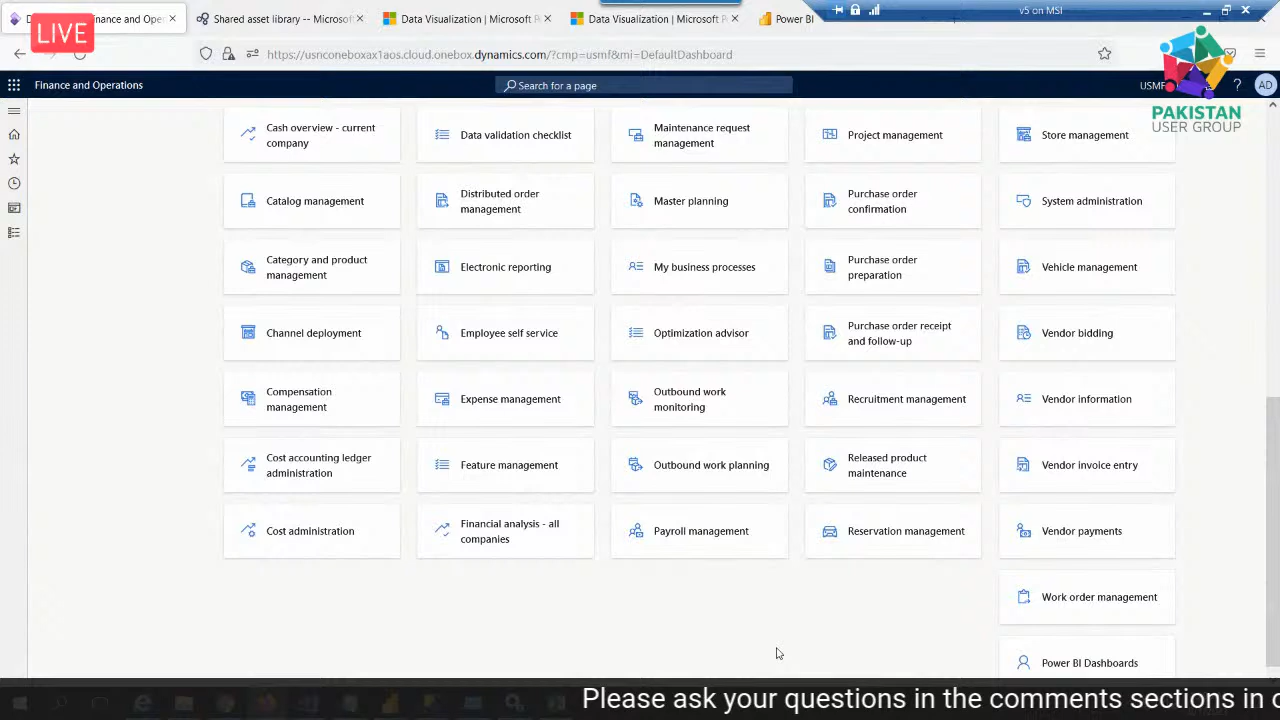 LIVE
Finance and Ope
Shared asset library -- Microsoft
Data Visualization | Microsoft
Data Visualization | Microsoft P
Power BI
v5 on MSI
https://usnconeboxax1aos.cloud.onebox.dynamics.com/?cmp=usmf&mi=DefaultDashboard
Finance and Operations
Search for a page
USMF
?
AD
PAKISTAN
USER GROUP
Cash overview - current
company
Data validation checklist
Maintenance request
management
Project management
Store management
Catalog management
Distributed order
management
Master planning
Purchase order
confirmation
System administration
Category and product
management
Electronic reporting
My business processes
Purchase order
preparation
Vehicle management
Channel deployment
Employee self service
Optimization advisor
Purchase order receipt
and follow-up
Vendor bidding
Compensation
management
Expense management
Outbound work
monitoring
Recruitment management
Vendor information
Cost accounting ledger
administration
Feature management
Outbound work planning
Released product
maintenance
Vendor invoice entry
Cost administration
Financial analysis - all
companies
Payroll management
Reservation management
Vendor payments
Work order management
Power BI Dashboards
Please ask your questions in the comments sections in